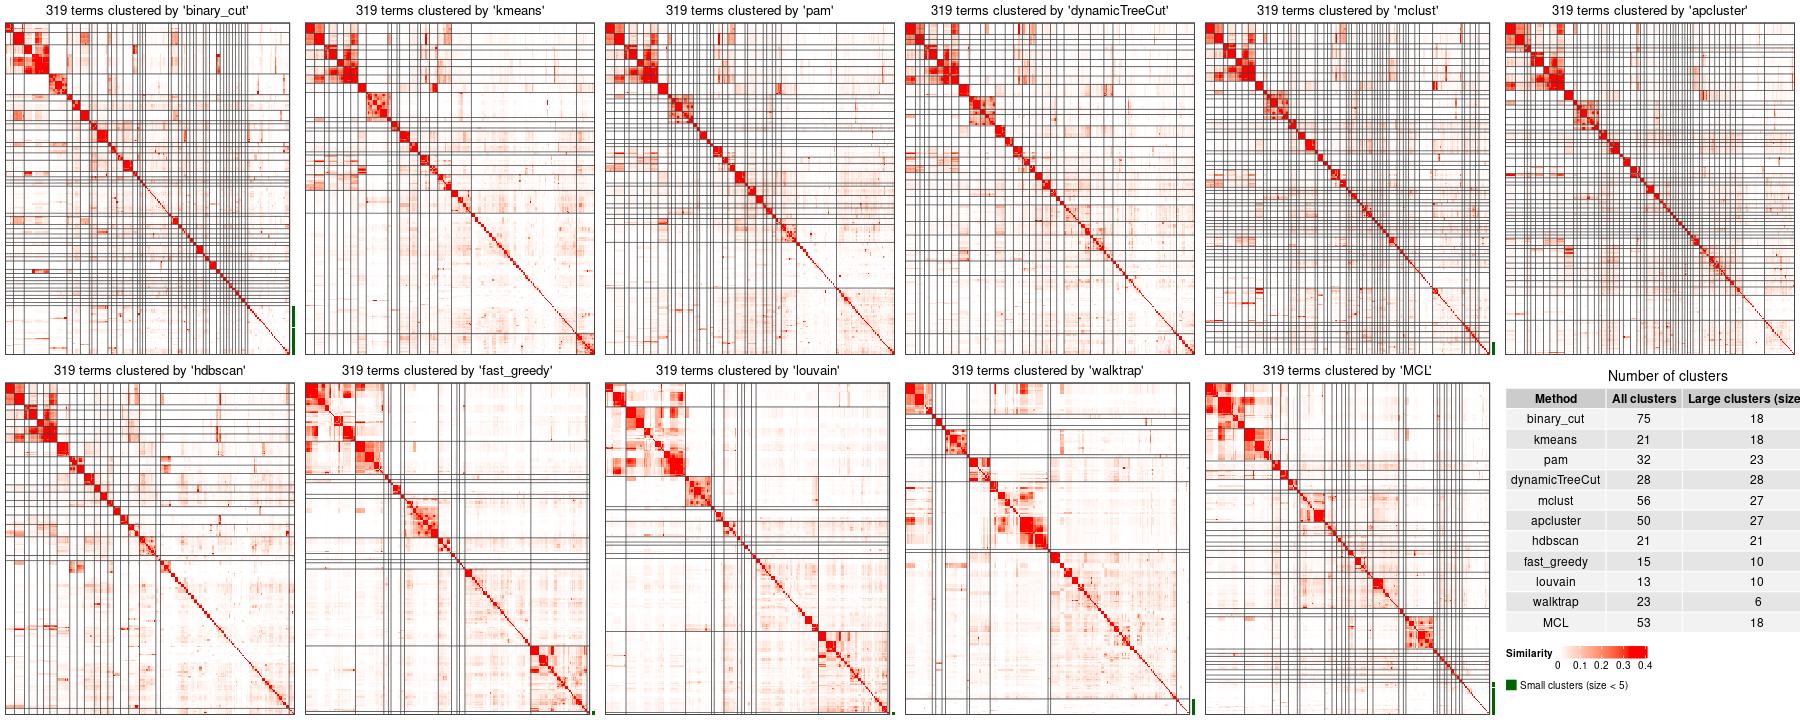 319 terms clustered by 'binary_cut'
319 terms clustered by 'kmeans'
319 terms clustered by 'pam'
319 terms clustered by 'dynamicTreeCut'
319 terms clustered by 'mclust'
319 terms clustered by 'apcluster'
319 terms clustered by 'hdbscan'
319 terms clustered by 'fast_greedy'
319 terms clustered by 'louvain'
319 terms clustered by 'walktrap'
319 terms clustered by 'MCL'
Number of clusters
Method All clusters Large clusters (size
binary_cut 75 18
kmeans 21 18
pam 32 23
dynamicTreeCut 28 28
mclust 56 27
apcluster 50 27
hdbscan 21 21
fast_greedy 15 10
louvain 13 10
walktrap 23 6
MCL 53 18
Similarity
0 0.1 0.2 0.3 0.4
Small clusters (size < 5)